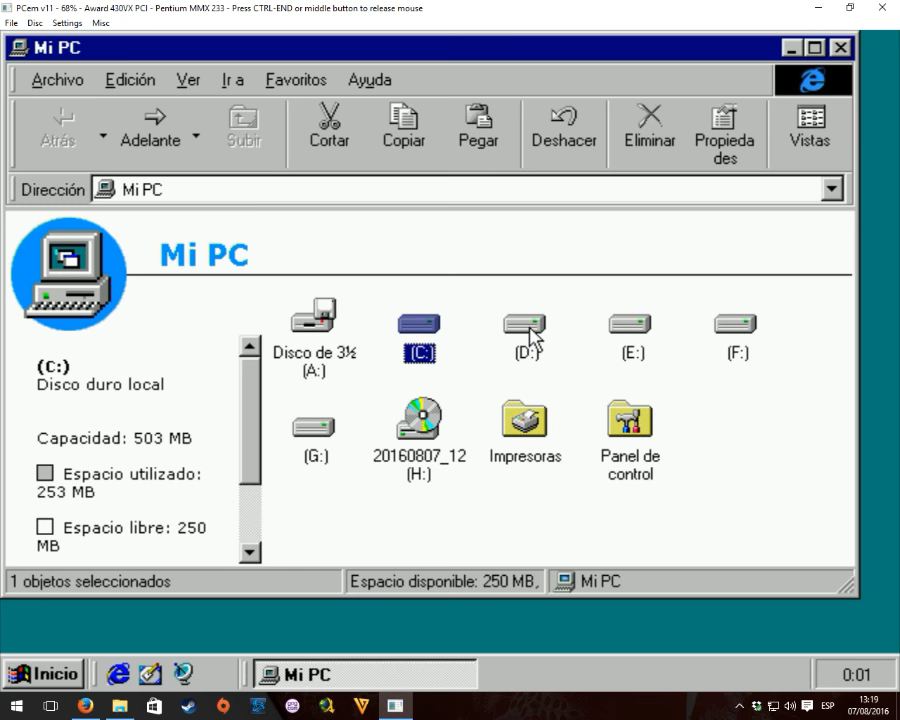 PCem v11 - 68% - Award 430VX PCI - Pentium MMX 233 - Press CTRL-END or middle button to release mouse
File Disc Settings Misc
Mi PC
Archivo Edición Ver Ir a Favoritos Ayuda
Atrás Adelante Subir Cortar Copiar Pegar Deshacer Eliminar Propieda Vistas
des
Dirección Mi PC
Mi PC
Disco de 3½ (C:) (D:) (E:) (F:)
(A:)
(C:)
Disco duro local
Capacidad: 503 MB
(G:) 20160807_12 Impresoras Panel de
(H:) control
Espacio utilizado:
253 MB
Espacio libre: 250
MB
1 objetos seleccionados Espacio disponible: 250 MB, Mi PC
Inicio Mi PC 0:01
ESP 13:19
07/08/2016